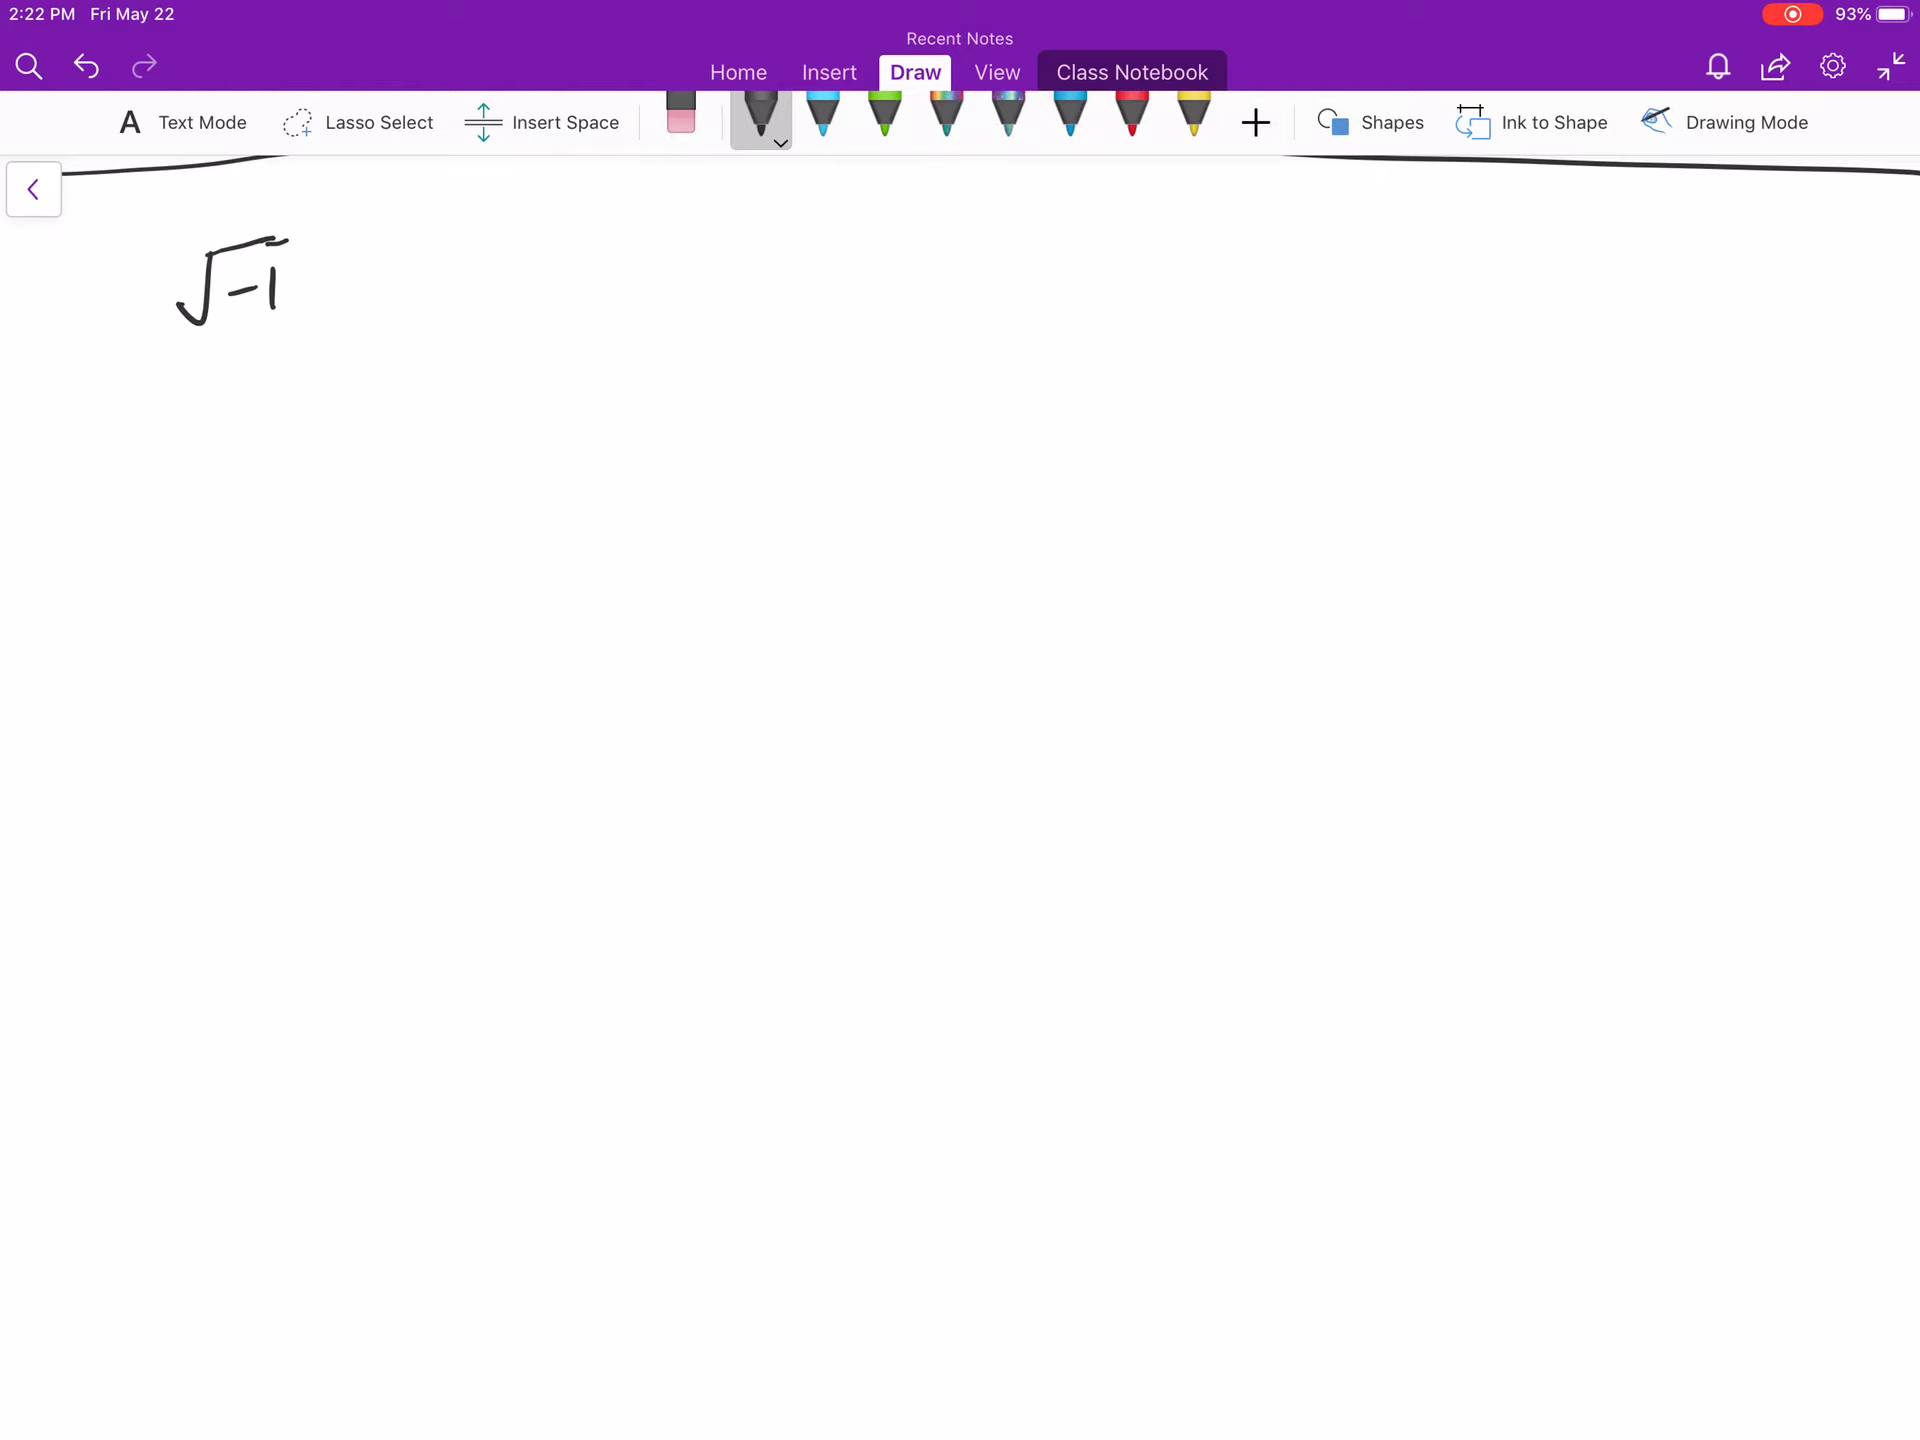 2:22 PM Fri May 22
93%
Recent Notes
Home Insert Draw View Class Notebook
A Text Mode Lasso Select Insert Space Shapes Ink to Shape Drawing Mode
√-1